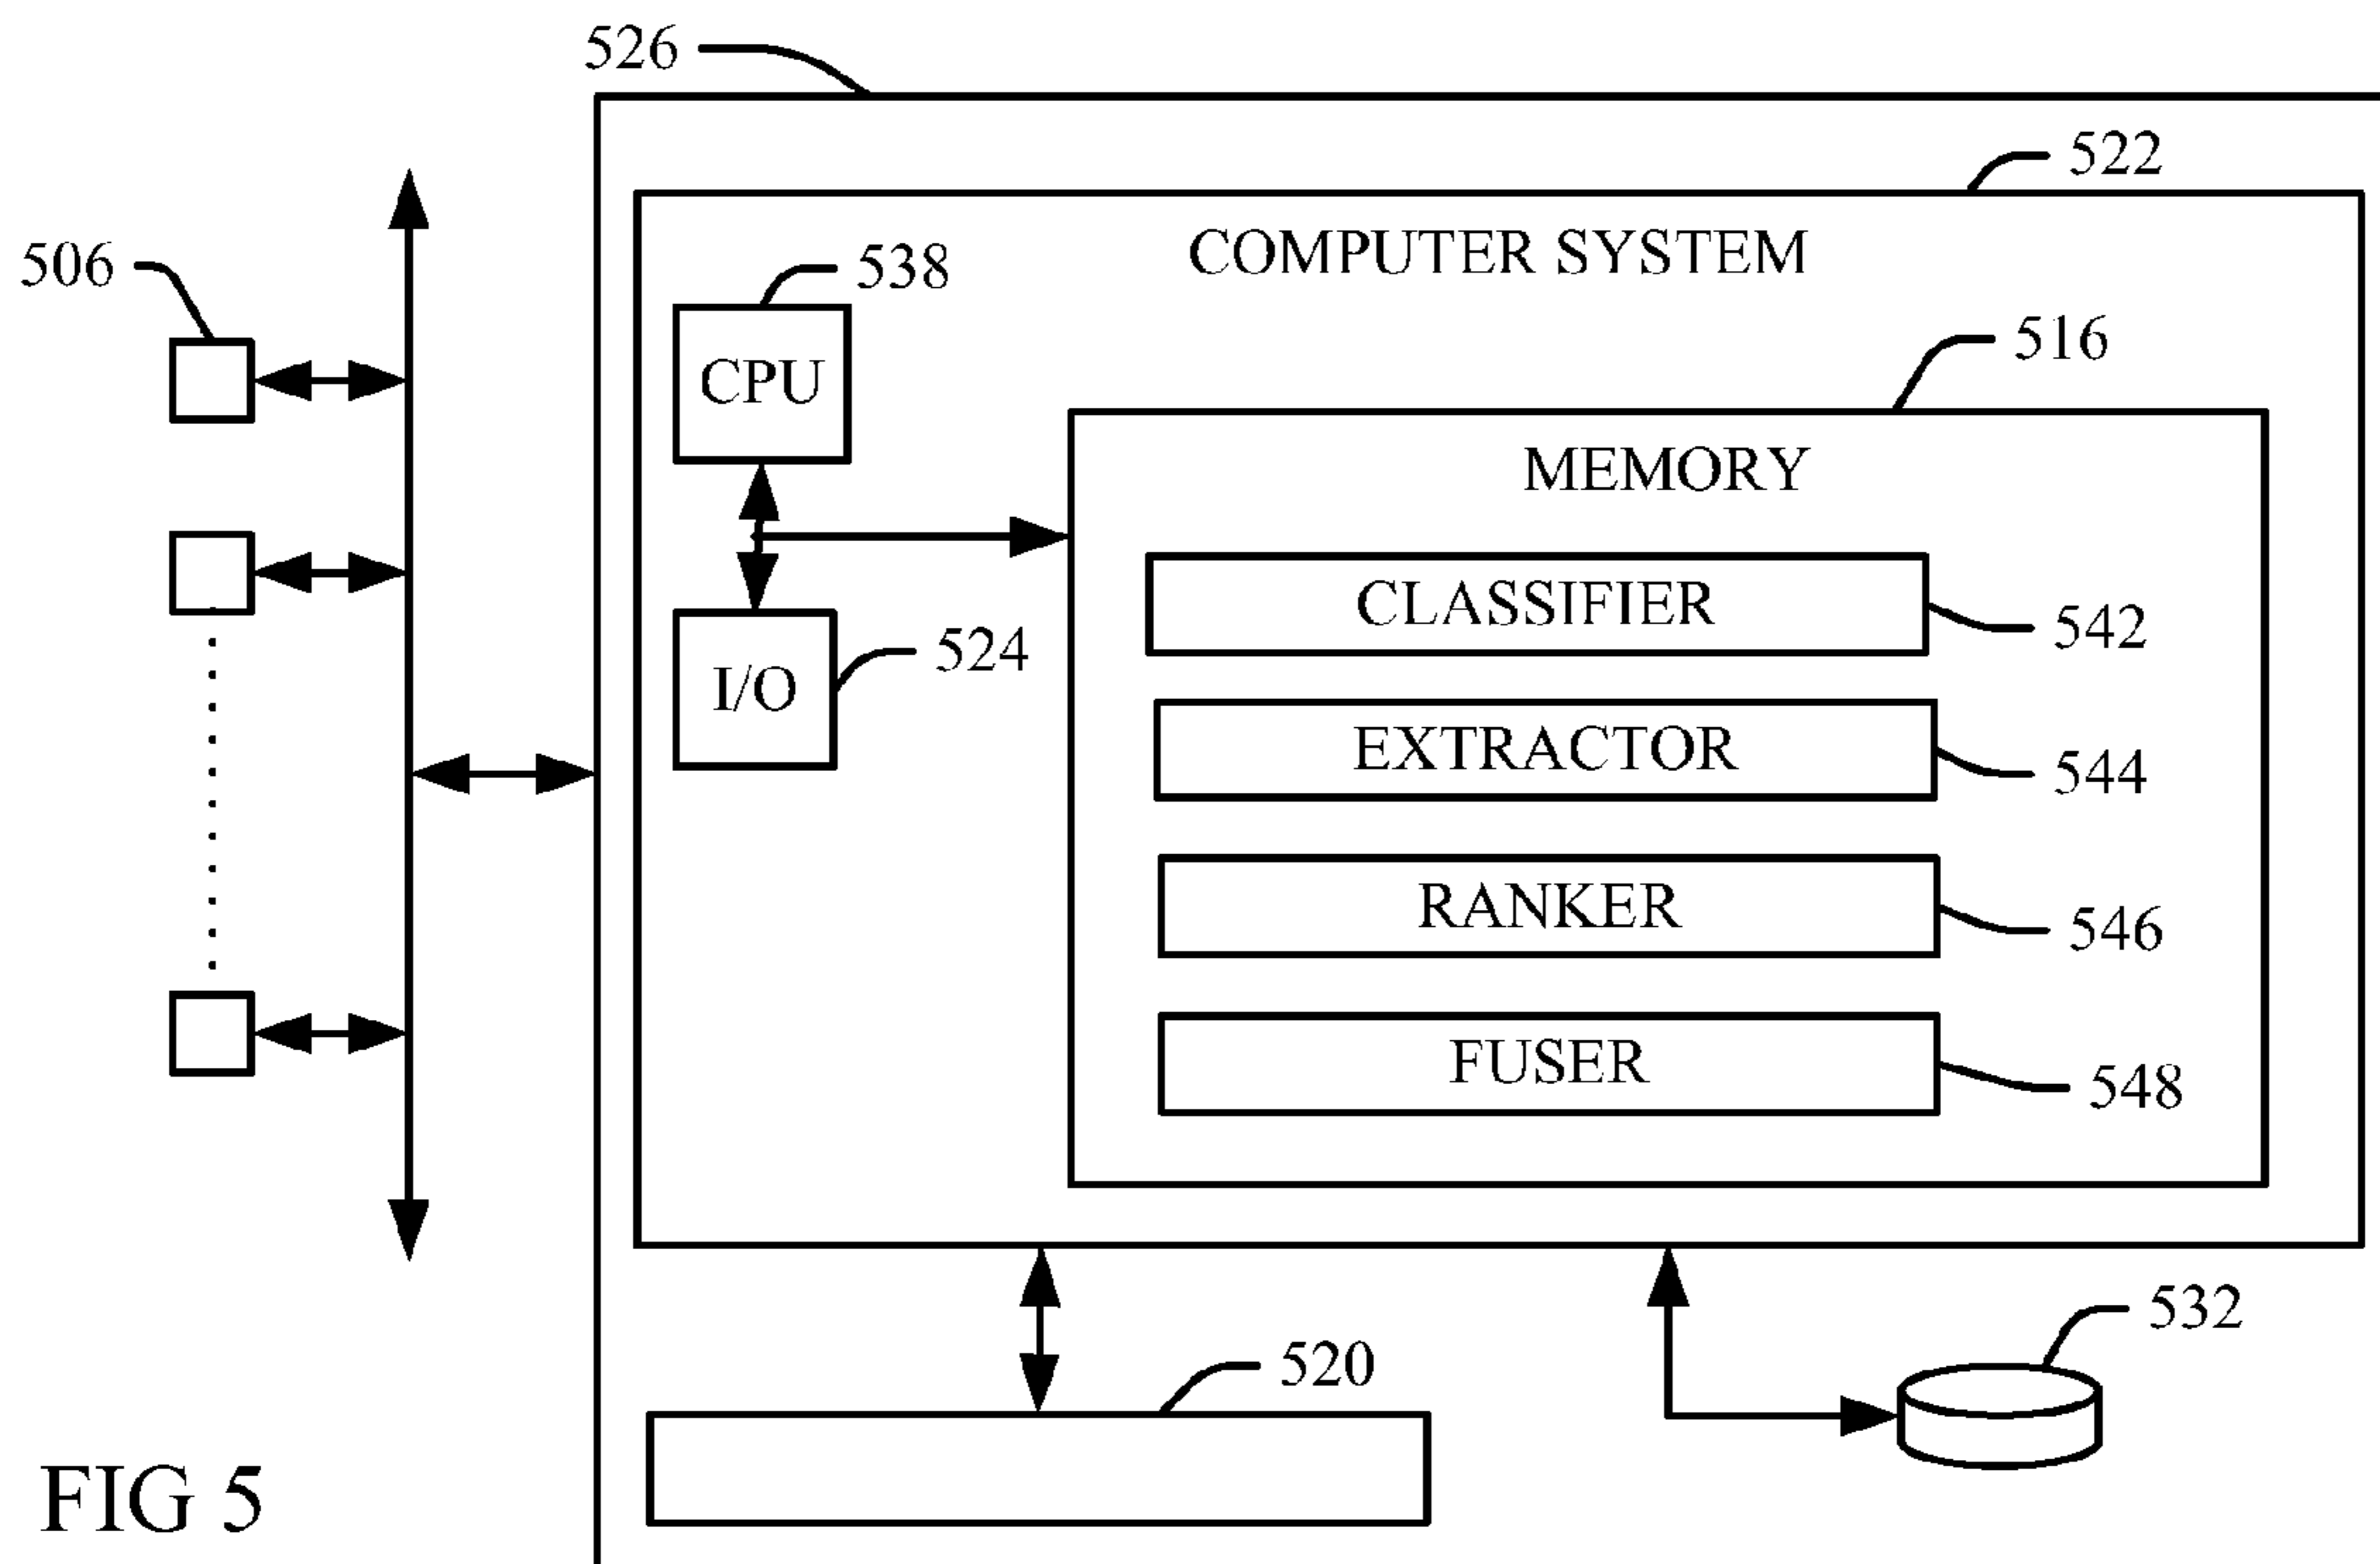 526
522
COMPUTER SYSTEM
506
538
CPU
516
MEMORY
CLASSIFIER
542
I/O
524
EXTRACTOR
544
RANKER
546
FUSER
548
532
520
FIG 5